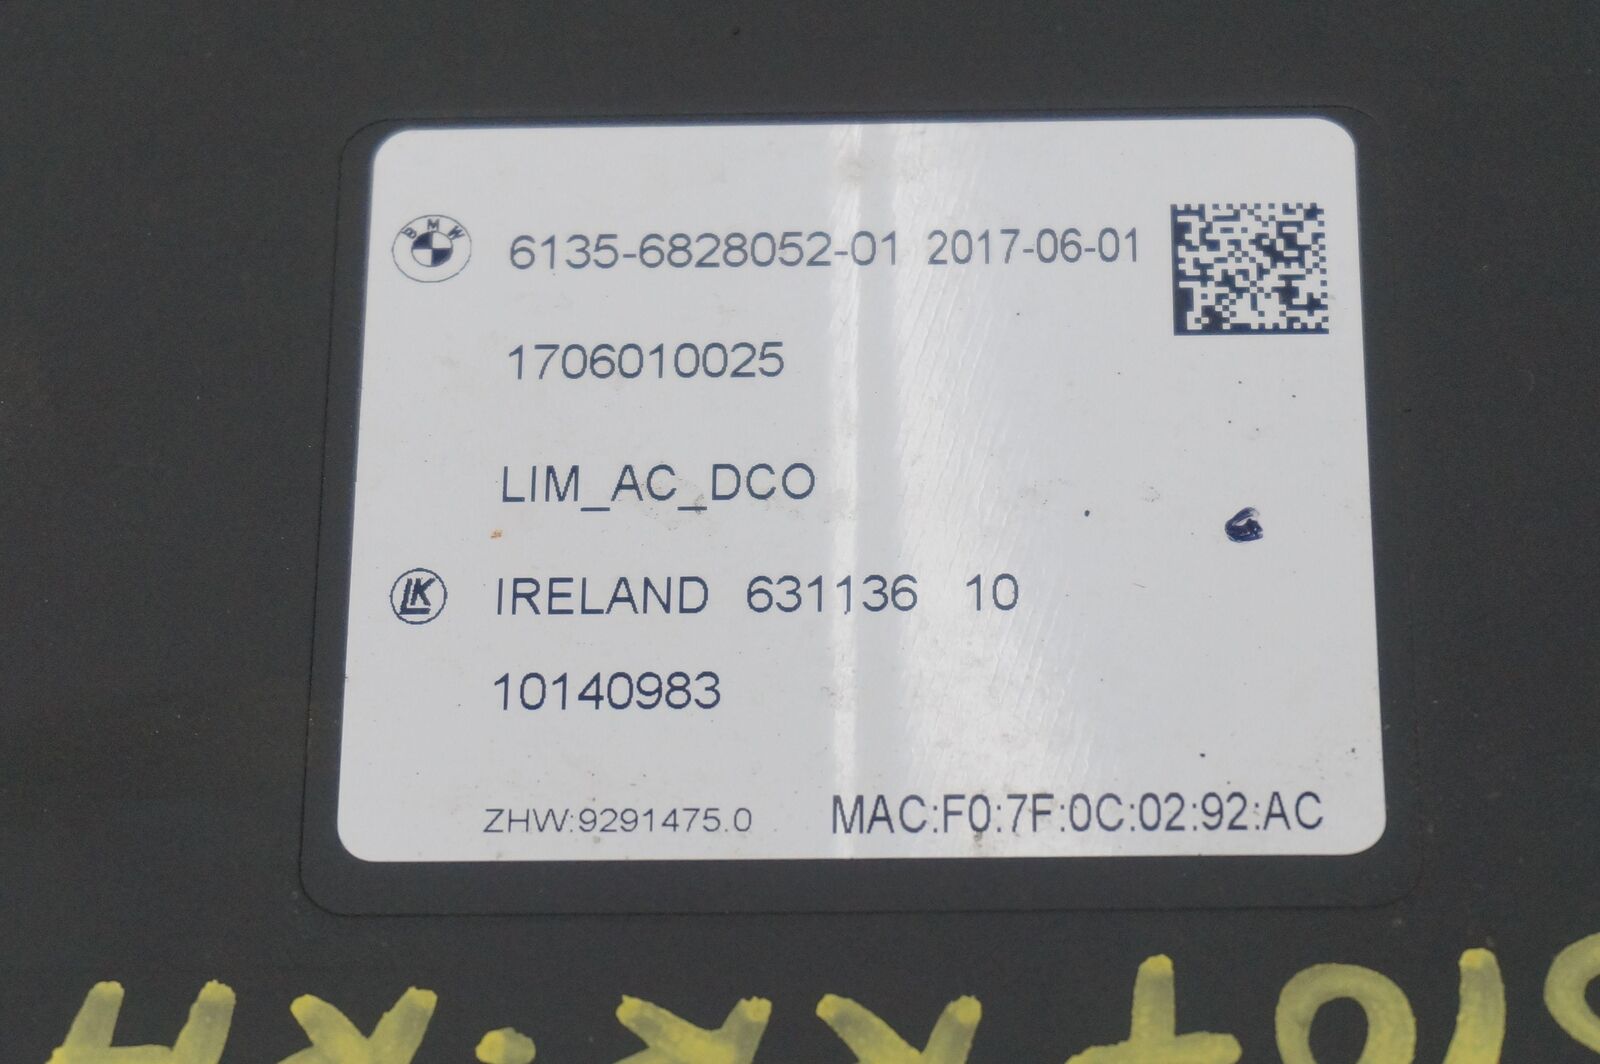 BMW 6135-6828052-01 2017-06-01
1706010025
LIM_AC_DCO
LK IRELAND 631136 10
10140983
ZHW:9291475.0 MAC:F0:7F:0C:02:92:AC